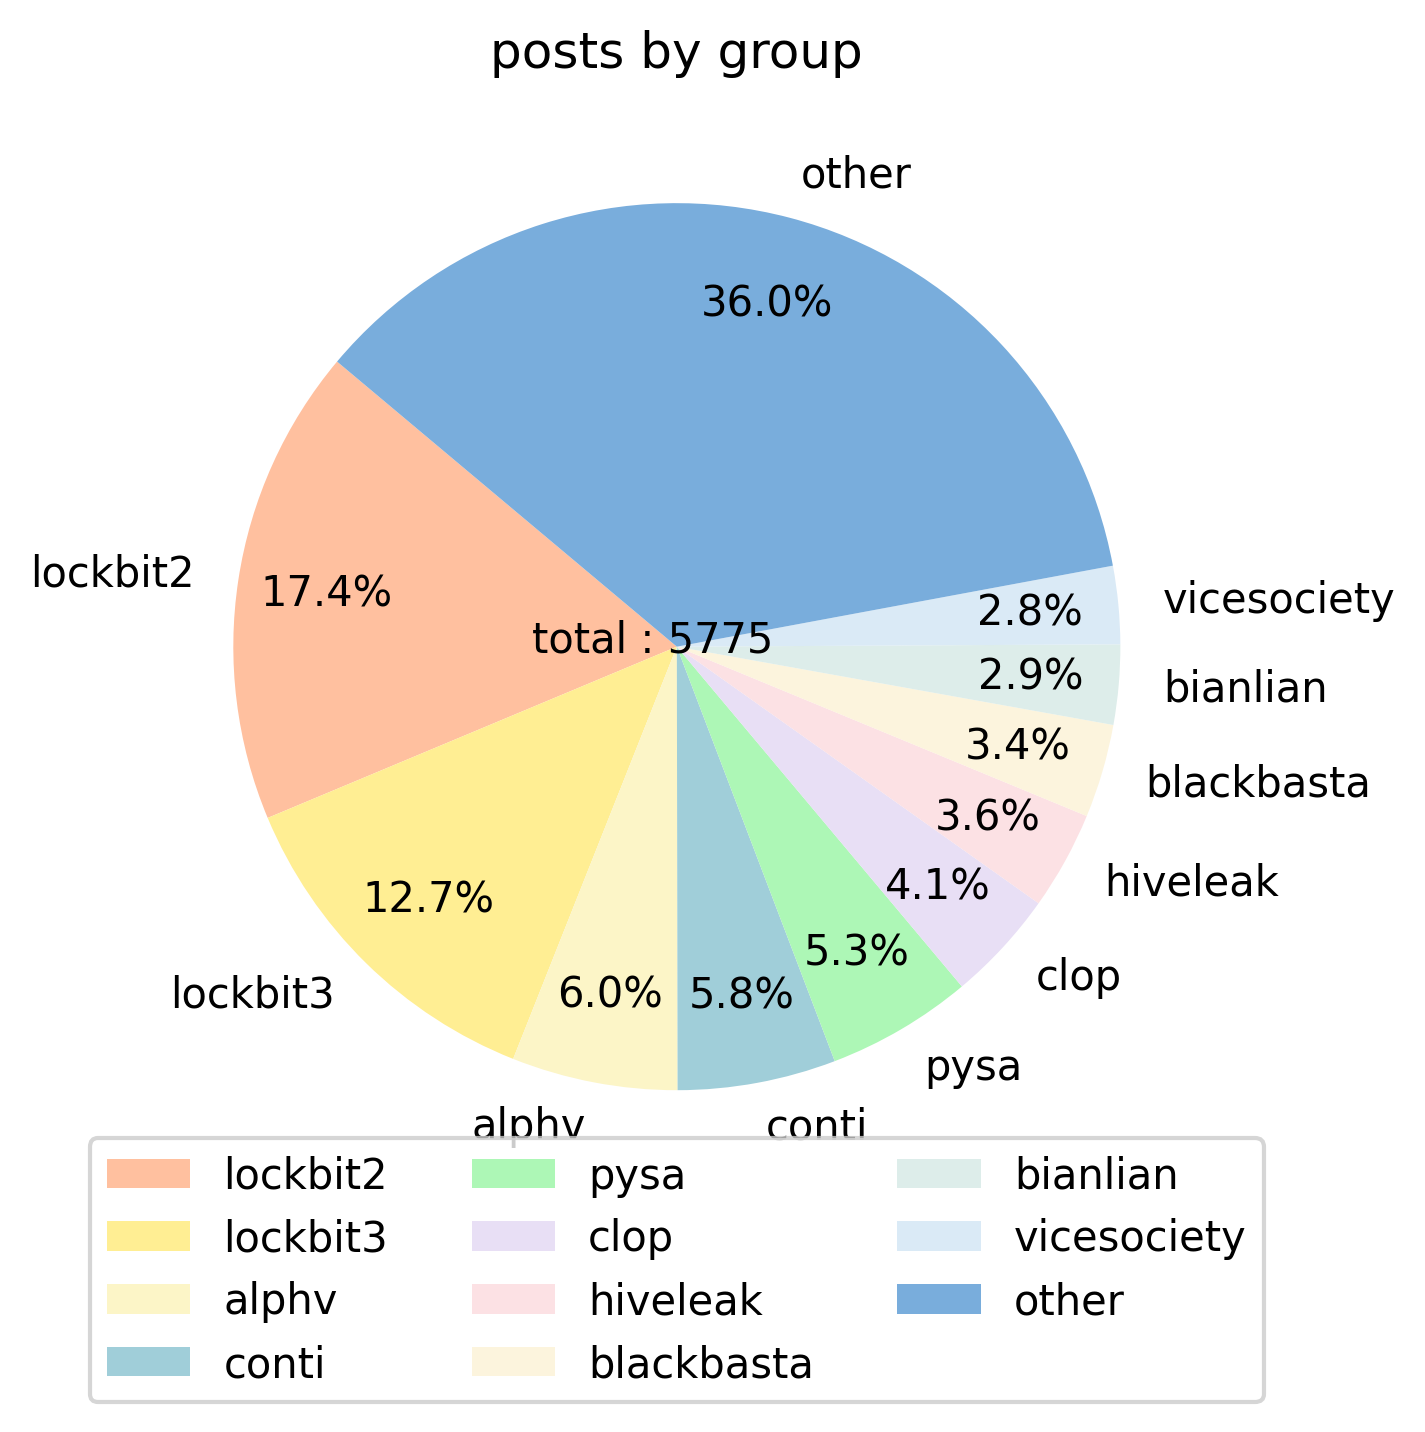 posts by group
other
36.0%
lockbit2
17.4%
vicesociety
2.8%
total : 5775
bianlian
2.9%
blackbasta
3.4%
hiveleak
3.6%
clop
4.1%
pysa
5.3%
conti
5.8%
alphv
6.0%
lockbit3
12.7%
lockbit2
lockbit3
alphv
conti
pysa
clop
hiveleak
blackbasta
bianlian
vicesociety
other